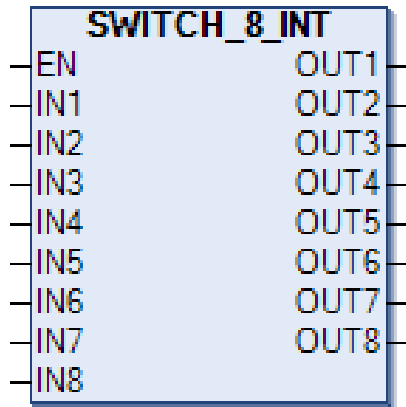 SWITCH_8_INT
EN OUT1
IN1 OUT2
IN2 OUT3
IN3 OUT4
IN4 OUT5
IN5 OUT6
IN6 OUT7
IN7 OUT8
IN8